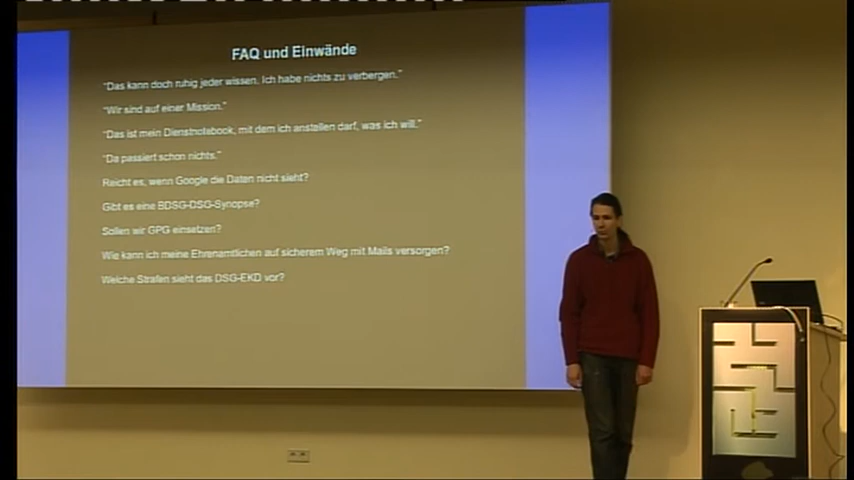 FAQ und Einwände
"Das kann doch ruhig jeder wissen. Ich habe nichts zu verbergen."
"Wir sind auf einer Mission."
"Das ist mein Dienstnotabook, mit dem ich anstellen darf, was ich will."
"Da passiert schon nichts."
Reicht es, wenn Google die Daten nicht sieht?
Gibt es eine BDSG-DSG-Synopse?
Sollen wir GPG einsetzen?
Wie kann ich meine Ehrenamtlichen auf sicherem Weg mit Mails versorgen?
Welche Strafen sieht das DSG-EKD vor?